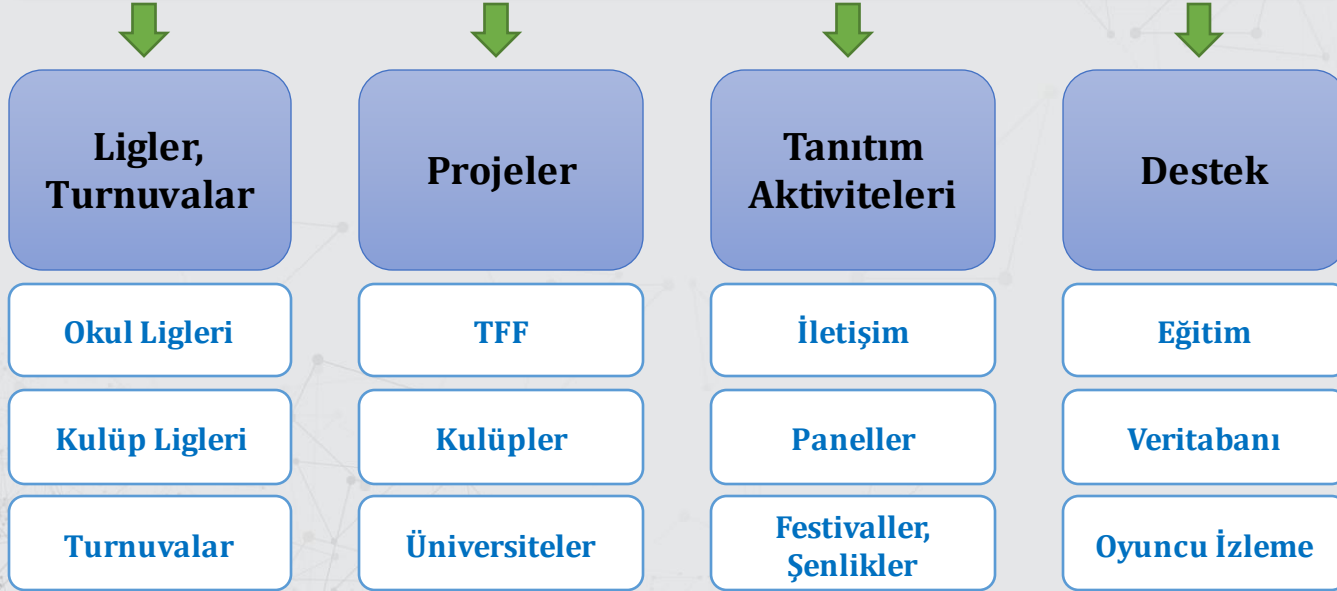 Ligler,
Turnuvalar
Okul Ligleri
Kulüp Ligleri
Turnuvalar
Projeler
TFF
Kulüpler
Üniversiteler
Tanıtım
Aktiviteleri
İletişim
Paneller
Festivaller,
Şenlikler
Destek
Eğitim
Veritabanı
Oyuncu İzleme